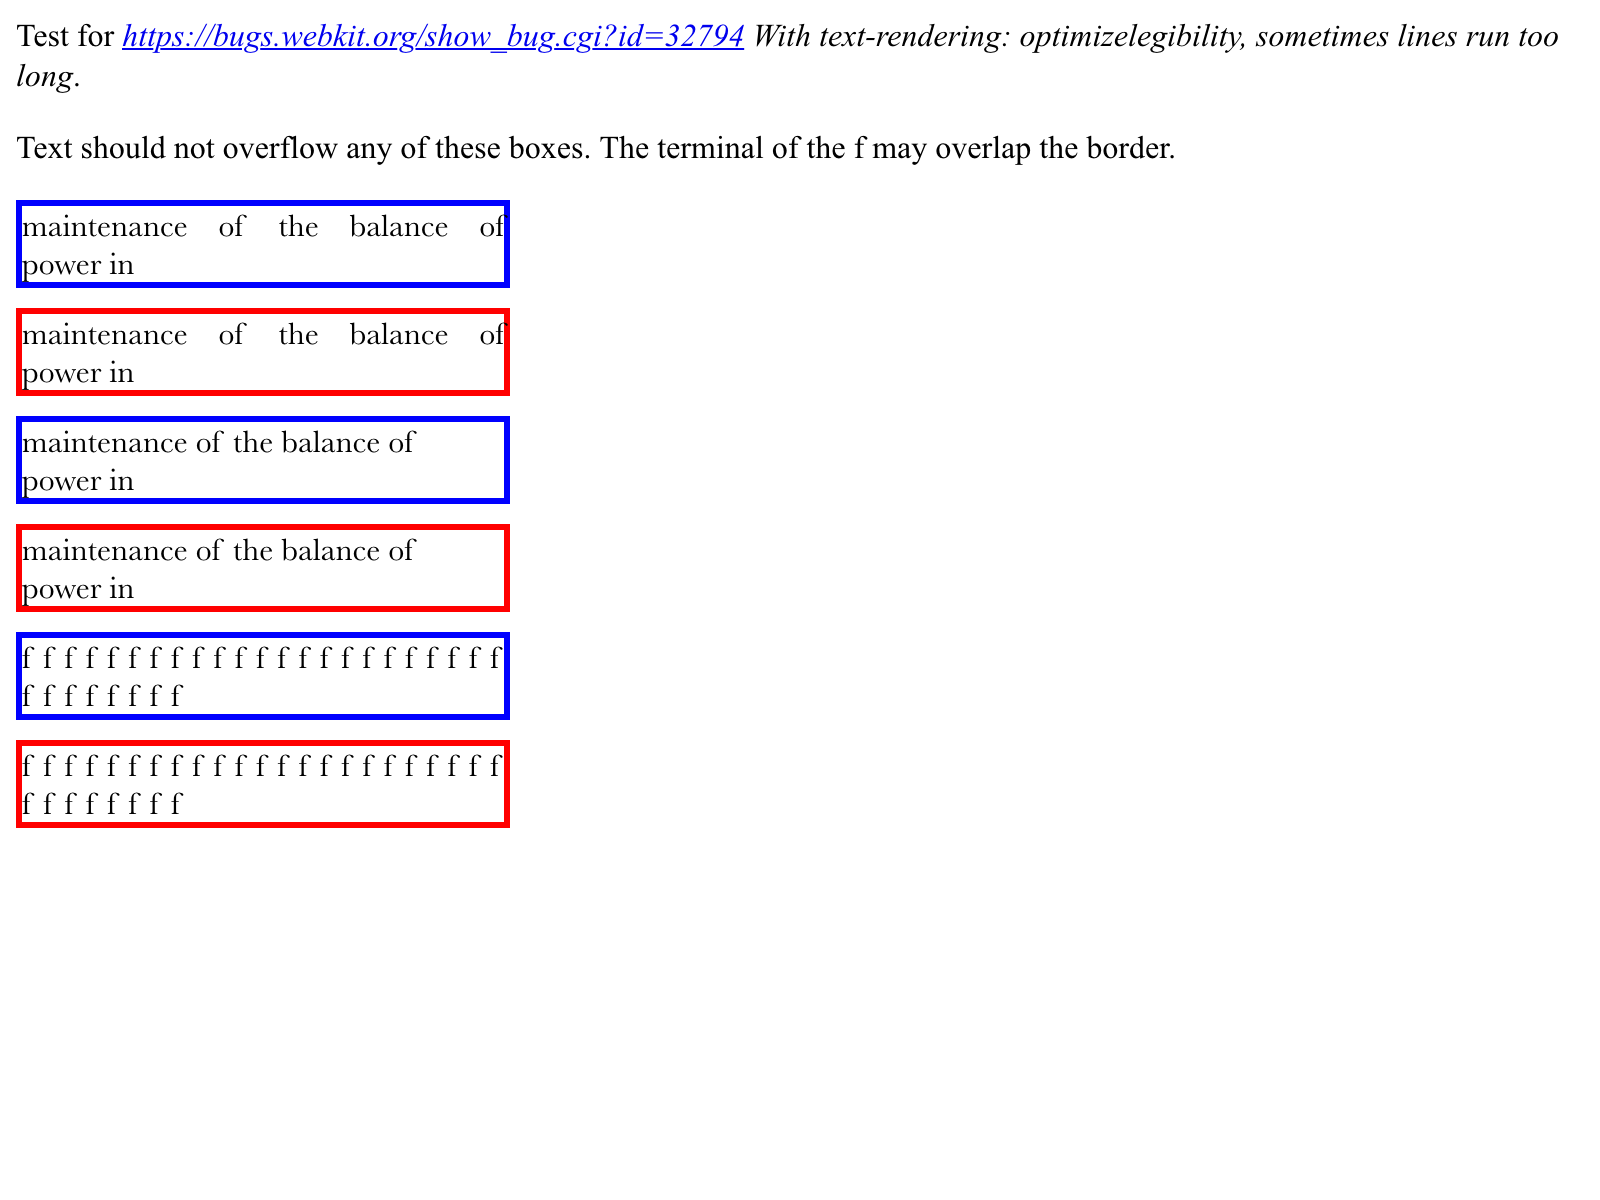 Test for https://bugs.webkit.org/show_bug.cgi?id=32794 With text-rendering: optimizelegibility, sometimes lines run too
long.
Text should not overflow any of these boxes. The terminal of the f may overlap the border.
maintenance of the balance of
power in
maintenance of the balance of
power in
maintenance of the balance of
power in
maintenance of the balance of
power in
f f f f f f f f f f f f f f f f f f f f f f f
f f f f f f f f
f f f f f f f f f f f f f f f f f f f f f f f
f f f f f f f f